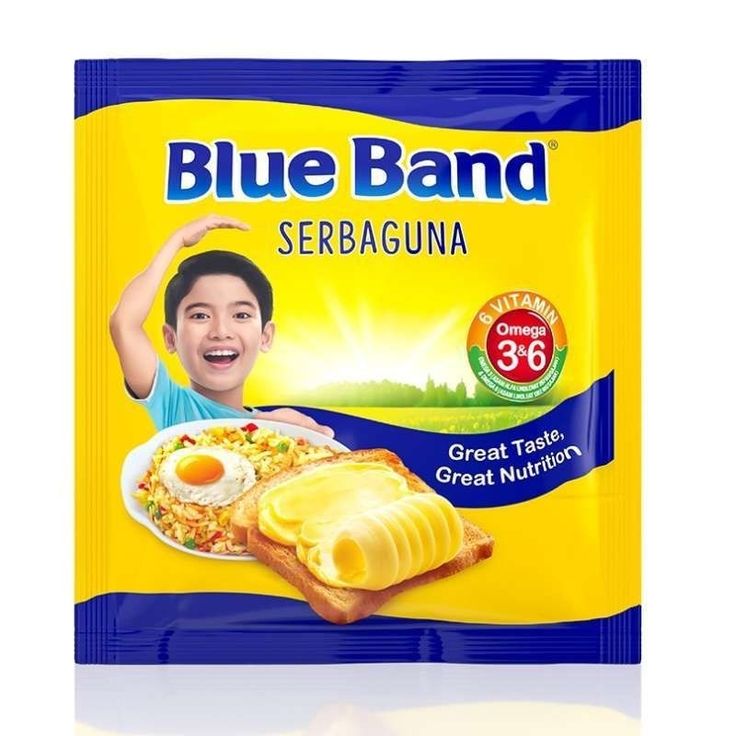 Blue Band®
SERBAGUNA
6 VITAMIN
Omega
3&6
Great Taste,
Great Nutrition